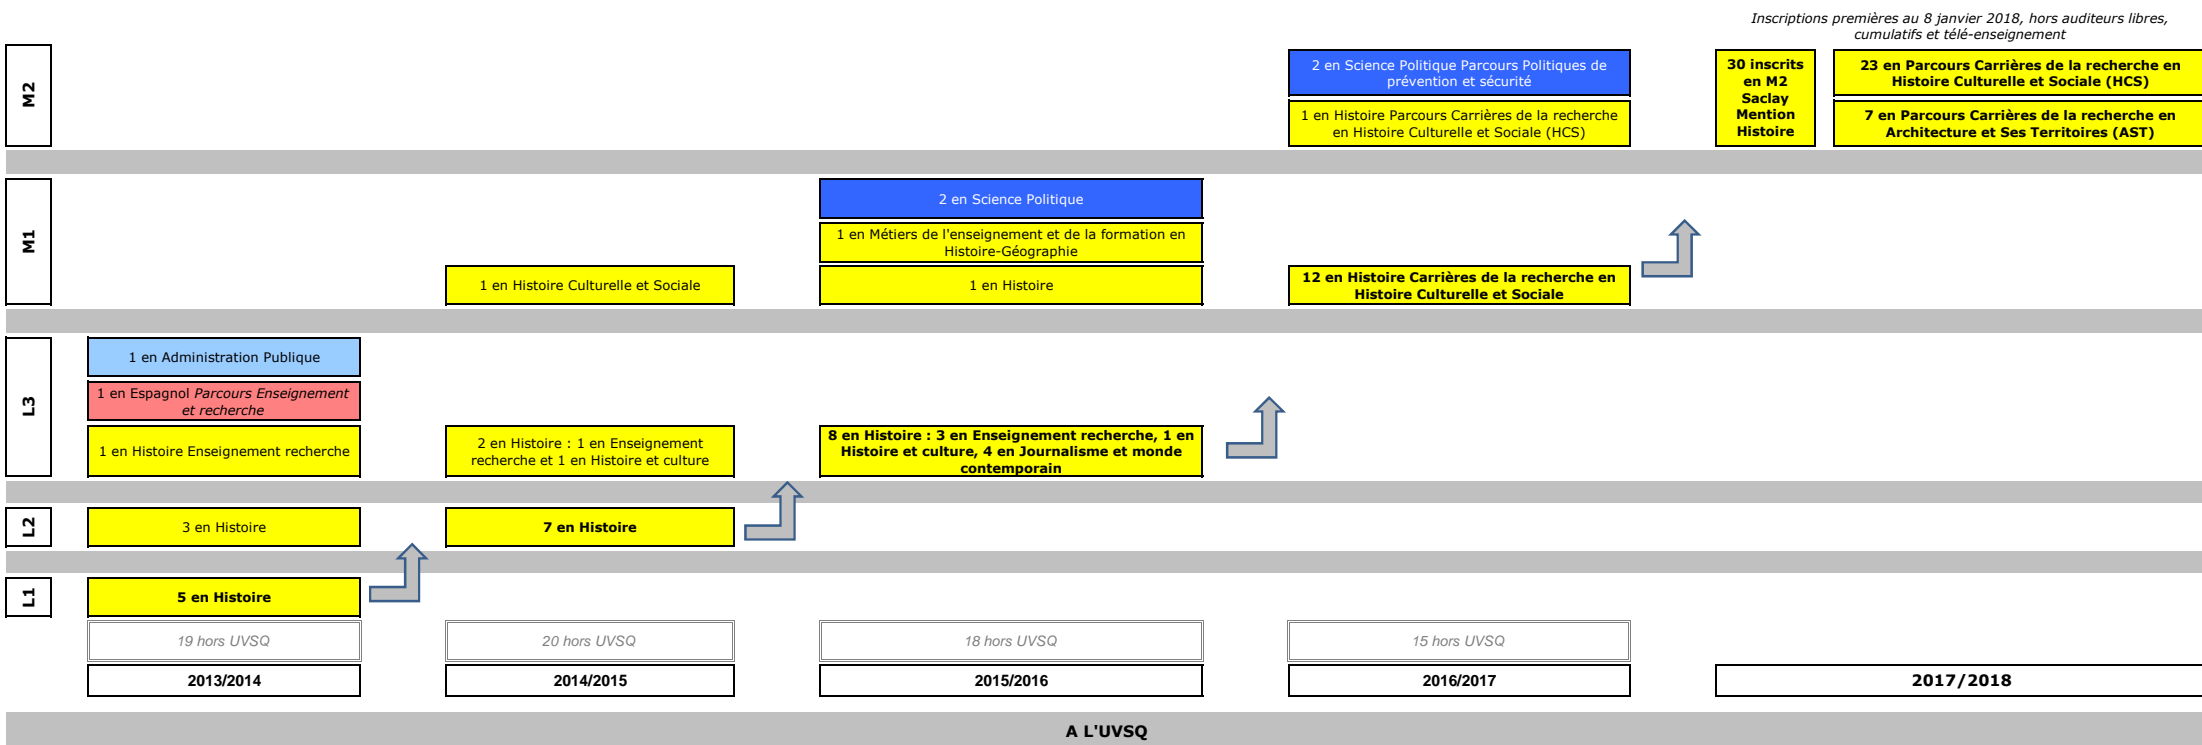 Inscriptions premières au 8 janvier 2018, hors auditeurs libres,
cumulatifs et télé-enseignement
M2
2 en Science Politique Parcours Politiques de
prévention et sécurité
1 en Histoire Parcours Carrières de la recherche
en Histoire Culturelle et Sociale (HCS)
30 inscrits
en M2
Saclay
Mention
Histoire
23 en Parcours Carrières de la recherche en
Histoire Culturelle et Sociale (HCS)
7 en Parcours Carrières de la recherche en
Architecture et Ses Territoires (AST)
M1
2 en Science Politique
1 en Métiers de l'enseignement et de la formation en
Histoire-Géographie
1 en Histoire Culturelle et Sociale
1 en Histoire
12 en Histoire Carrières de la recherche en
Histoire Culturelle et Sociale
L3
1 en Administration Publique
1 en Espagnol Parcours Enseignement
et recherche
1 en Histoire Enseignement recherche
2 en Histoire : 1 en Enseignement
recherche et 1 en Histoire et culture
8 en Histoire : 3 en Enseignement recherche, 1 en
Histoire et culture, 4 en Journalisme et monde
contemporain
L2
3 en Histoire
7 en Histoire
L1
5 en Histoire
19 hors UVSQ
20 hors UVSQ
18 hors UVSQ
15 hors UVSQ
2013/2014
2014/2015
2015/2016
2016/2017
2017/2018
A L'UVSQ